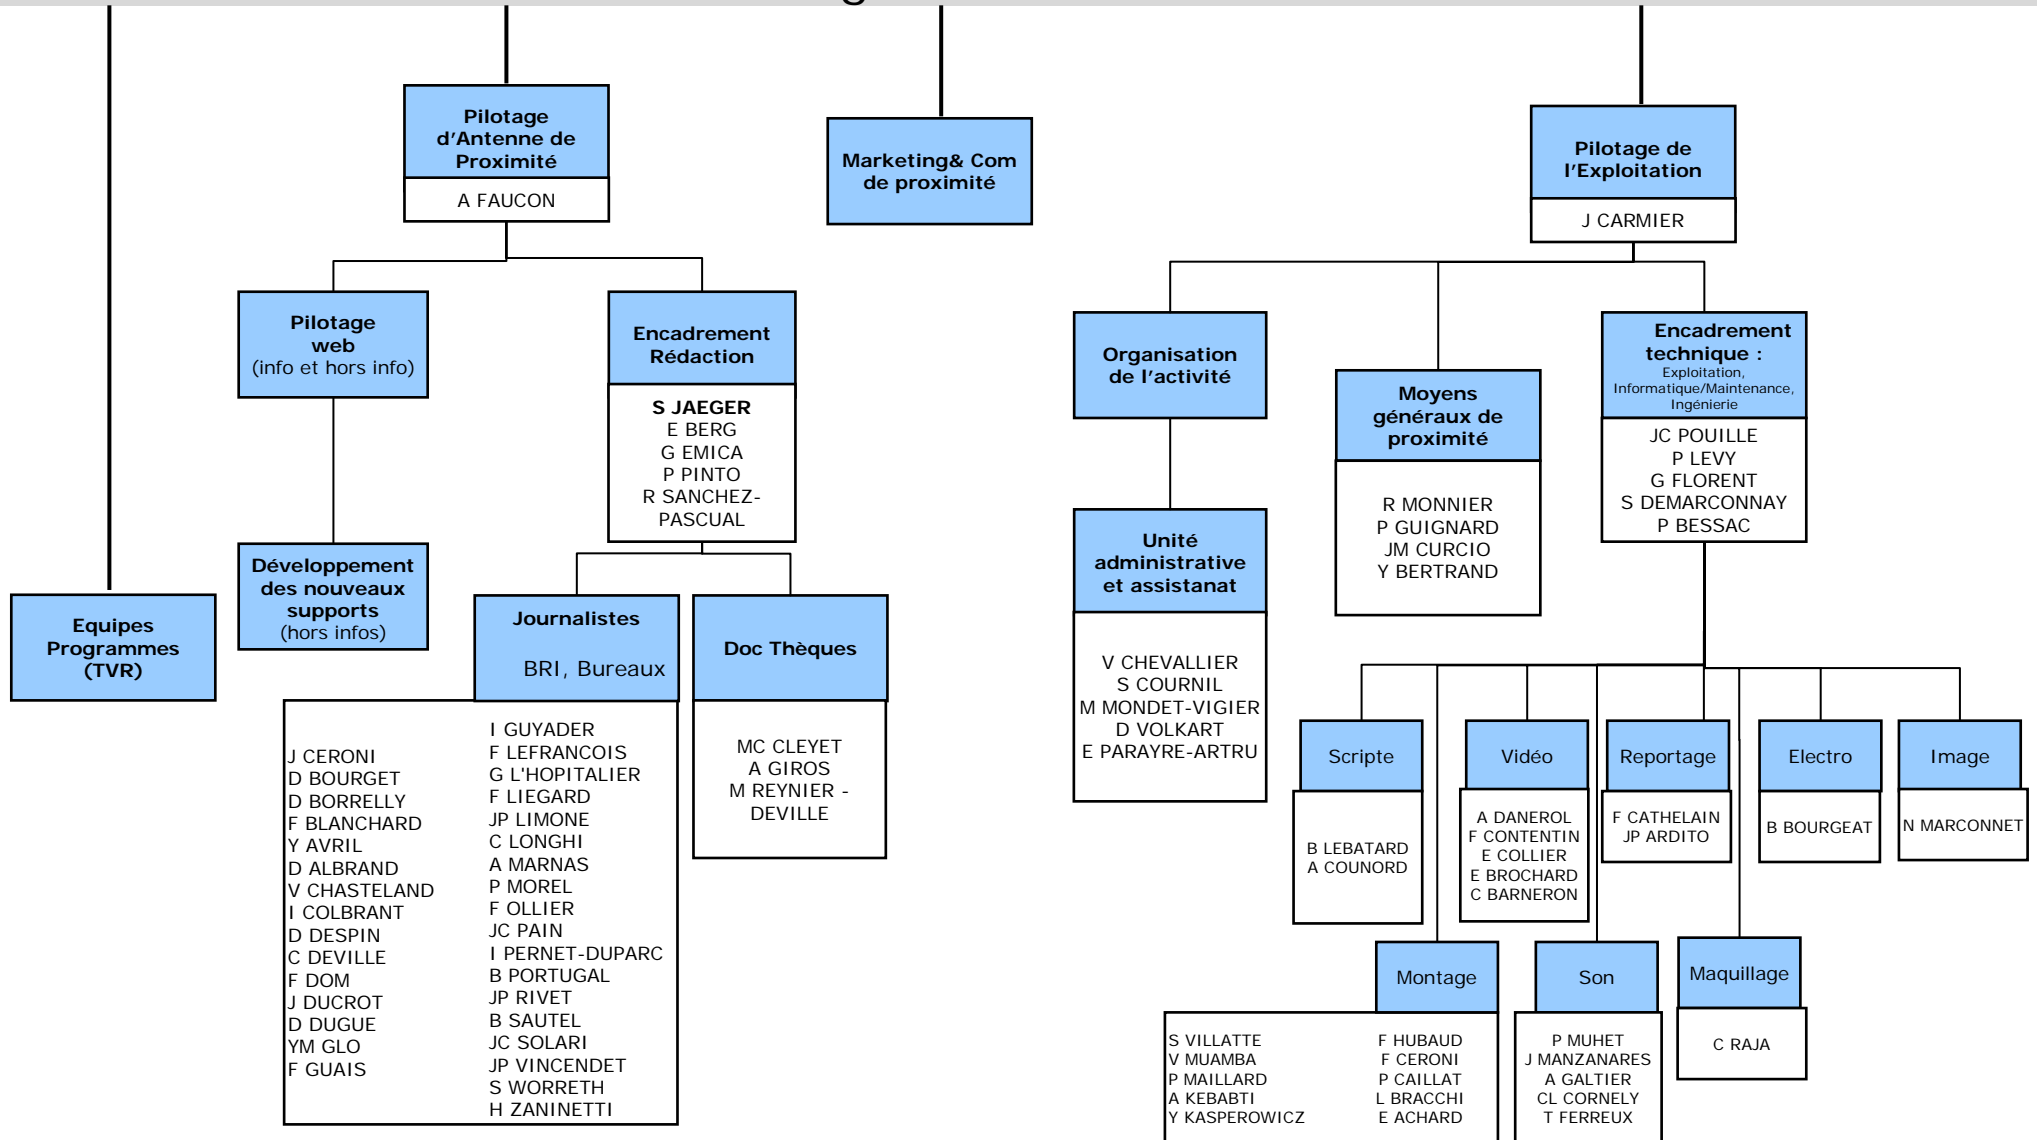 g
Pilotage
d'Antenne de
Proximité
A FAUCON
Marketing& Com
de proximité
Pilotage de
l'Exploitation
J CARMIER
Pilotage
web
(info et hors info)
Encadrement
Rédaction
S JAEGER
E BERG
G EMICA
P PINTO
R SANCHEZ-
PASCUAL
Organisation
de l'activité
Moyens
généraux de
proximité
R MONNIER
P GUIGNARD
JM CURCIO
Y BERTRAND
Encadrement
technique :
Exploitation,
Informatique/Maintenance,
Ingénierie
JC POUILLE
P LEVY
G FLORENT
S DEMARCONNAY
P BESSAC
Equipes
Programmes
(TVR)
Développement
des nouveaux
supports
(hors infos)
Journalistes
BRI, Bureaux
J CERONI
D BOURGET
D BORRELLY
F BLANCHARD
Y AVRIL
D ALBRAND
V CHASTELAND
I COLBRANT
D DESPIN
C DEVILLE
F DOM
J DUCROT
D DUGUE
YM GLO
F GUAIS
I GUYADER
F LEFRANCOIS
G L'HOPITALIER
F LIEGARD
JP LIMONE
C LONGHI
A MARNAS
P MOREL
F OLLIER
JC PAIN
I PERNET-DUPARC
B PORTUGAL
JP RIVET
B SAUTEL
JC SOLARI
JP VINCENDET
S WORRETH
H ZANINETTI
Doc Thèques
MC CLEYET
A GIROS
M REYNIER -
DEVILLE
Unité
administrative
et assistanat
V CHEVALLIER
S COURNIL
M MONDET-VIGIER
D VOLKART
E PARAYRE-ARTRU
Scripte
B LEBATARD
A COUNORD
Vidéo
A DANEROL
F CONTENTIN
E COLLIER
E BROCHARD
C BARNERON
Reportage
F CATHELAIN
JP ARDITO
Electro
B BOURGEAT
Image
N MARCONNET
Montage
S VILLATTE
V MUAMBA
P MAILLARD
A KEBABTI
Y KASPEROWICZ
F HUBAUD
F CERONI
P CAILLAT
L BRACCHI
E ACHARD
Son
P MUHET
J MANZANARES
A GALTIER
CL CORNELY
T FERREUX
Maquillage
C RAJA